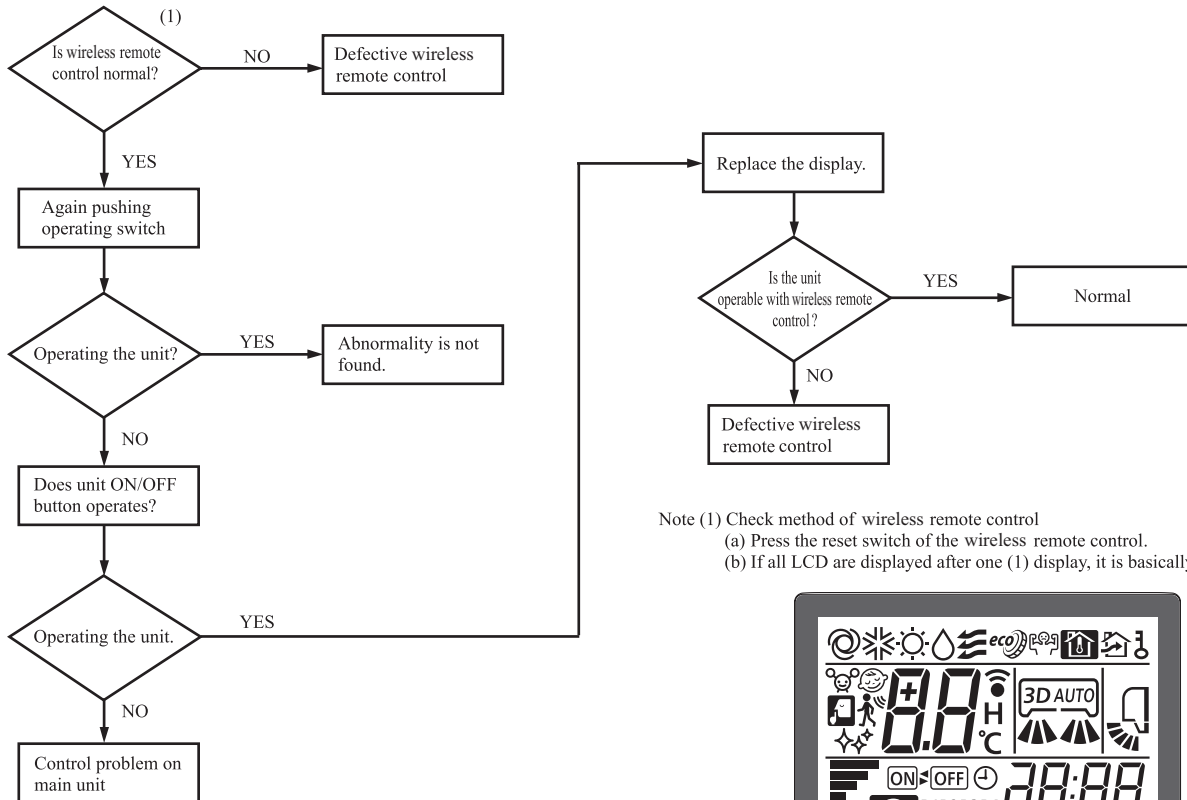 (1)
Is wireless remote
control normal?
NO
Defective wireless
remote control
YES
Again pushing
operating switch
Operating the unit?
YES
Abnormality is not
found.
NO
Does unit ON/OFF
button operates?
Operating the unit.
YES
NO
Control problem on
main unit
Replace the display.
Is the unit
operable with wireless remote
control ?
YES
Normal
NO
Defective wireless
remote control
Note (1) Check method of wireless remote control
(a) Press the reset switch of the wireless remote control.
(b) If all LCD are displayed after one (1) display, it is basically
eco
+
8.8
H
°C
3D AUTO
ON
OFF